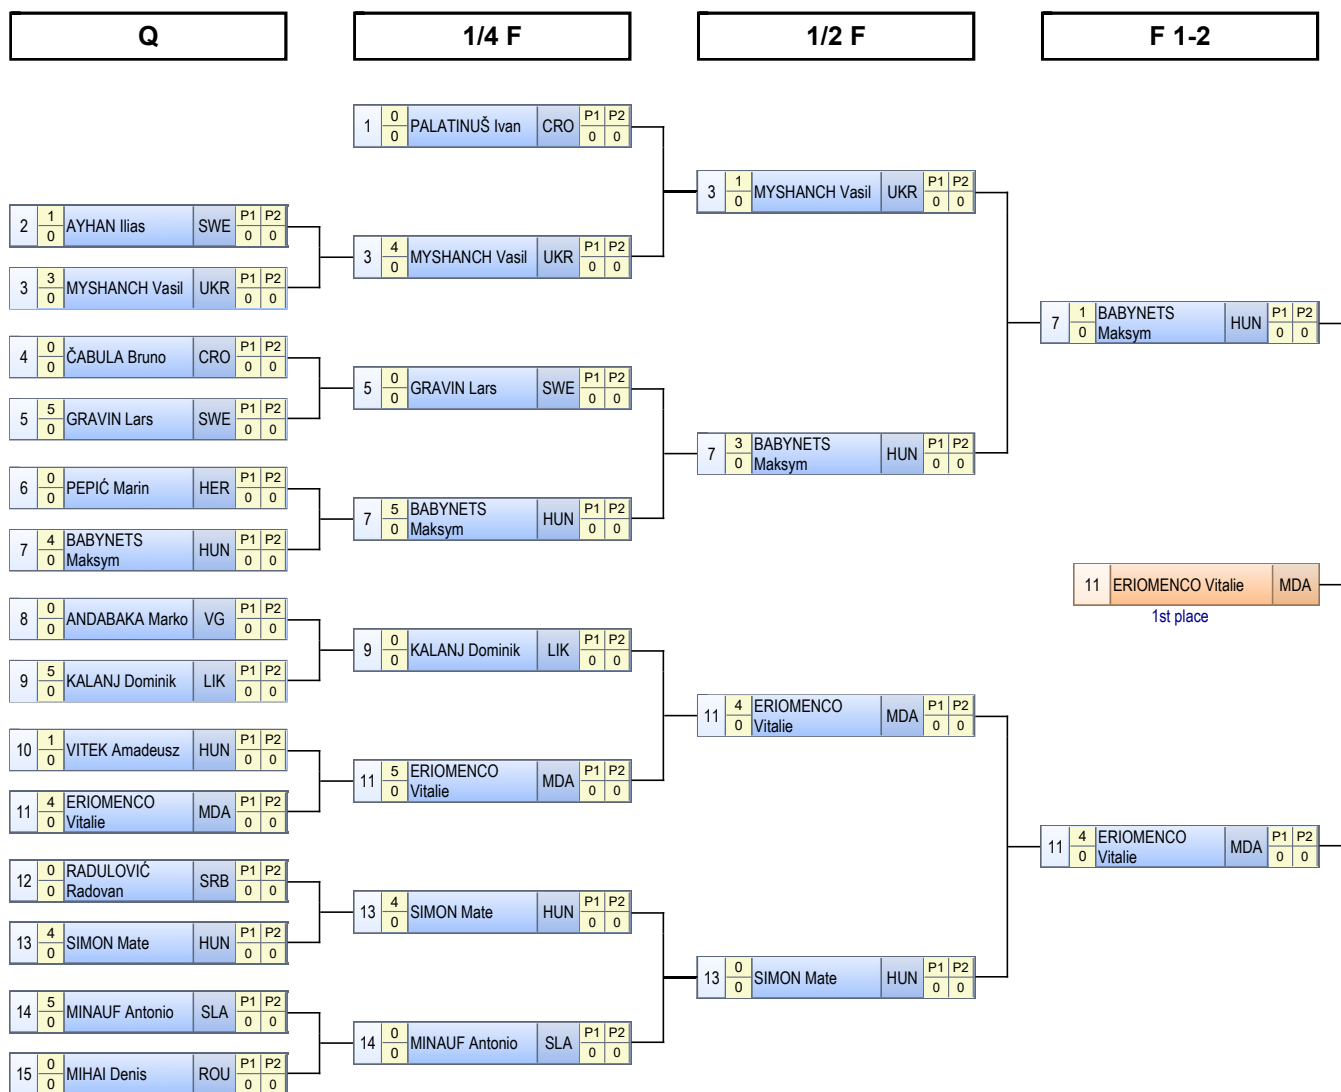 Q
1/4 F
1/2 F
F 1-2
1 0 0 PALATINUŠ Ivan CRO P1 P2 0 0
3 1 0 MYSHANCH Vasil UKR P1 P2 0 0
2 1 0 AYHAN Ilias SWE P1 P2 0 0
3 4 0 MYSHANCH Vasil UKR P1 P2 0 0
3 3 0 MYSHANCH Vasil UKR P1 P2 0 0
7 1 0 BABYNETS
Maksym HUN P1 P2 0 0
4 0 0 ČABULA Bruno CRO P1 P2 0 0
5 0 0 GRAVIN Lars SWE P1 P2 0 0
5 5 0 GRAVIN Lars SWE P1 P2 0 0
7 3 0 BABYNETS
Maksym HUN P1 P2 0 0
6 0 0 PEPIĆ Marin HER P1 P2 0 0
7 5 0 BABYNETS
Maksym HUN P1 P2 0 0
7 4 0 BABYNETS
Maksym HUN P1 P2 0 0
11 ERIOMENCO Vitalie MDA
1st place
8 0 0 ANDABAKA Marko VG P1 P2 0 0
9 0 0 KALANJ Dominik LIK P1 P2 0 0
9 5 0 KALANJ Dominik LIK P1 P2 0 0
11 4 0 ERIOMENCO
Vitalie MDA P1 P2 0 0
10 1 0 VITEK Amadeusz HUN P1 P2 0 0
11 5 0 ERIOMENCO
Vitalie MDA P1 P2 0 0
11 4 0 ERIOMENCO
Vitalie MDA P1 P2 0 0
11 4 0 ERIOMENCO
Vitalie MDA P1 P2 0 0
12 0 0 RADULOVIĆ
Radovan SRB P1 P2 0 0
13 4 0 SIMON Mate HUN P1 P2 0 0
13 4 0 SIMON Mate HUN P1 P2 0 0
13 0 0 SIMON Mate HUN P1 P2 0 0
14 5 0 MINAUF Antonio SLA P1 P2 0 0
14 0 0 MINAUF Antonio SLA P1 P2 0 0
15 0 0 MIHAI Denis ROU P1 P2 0 0